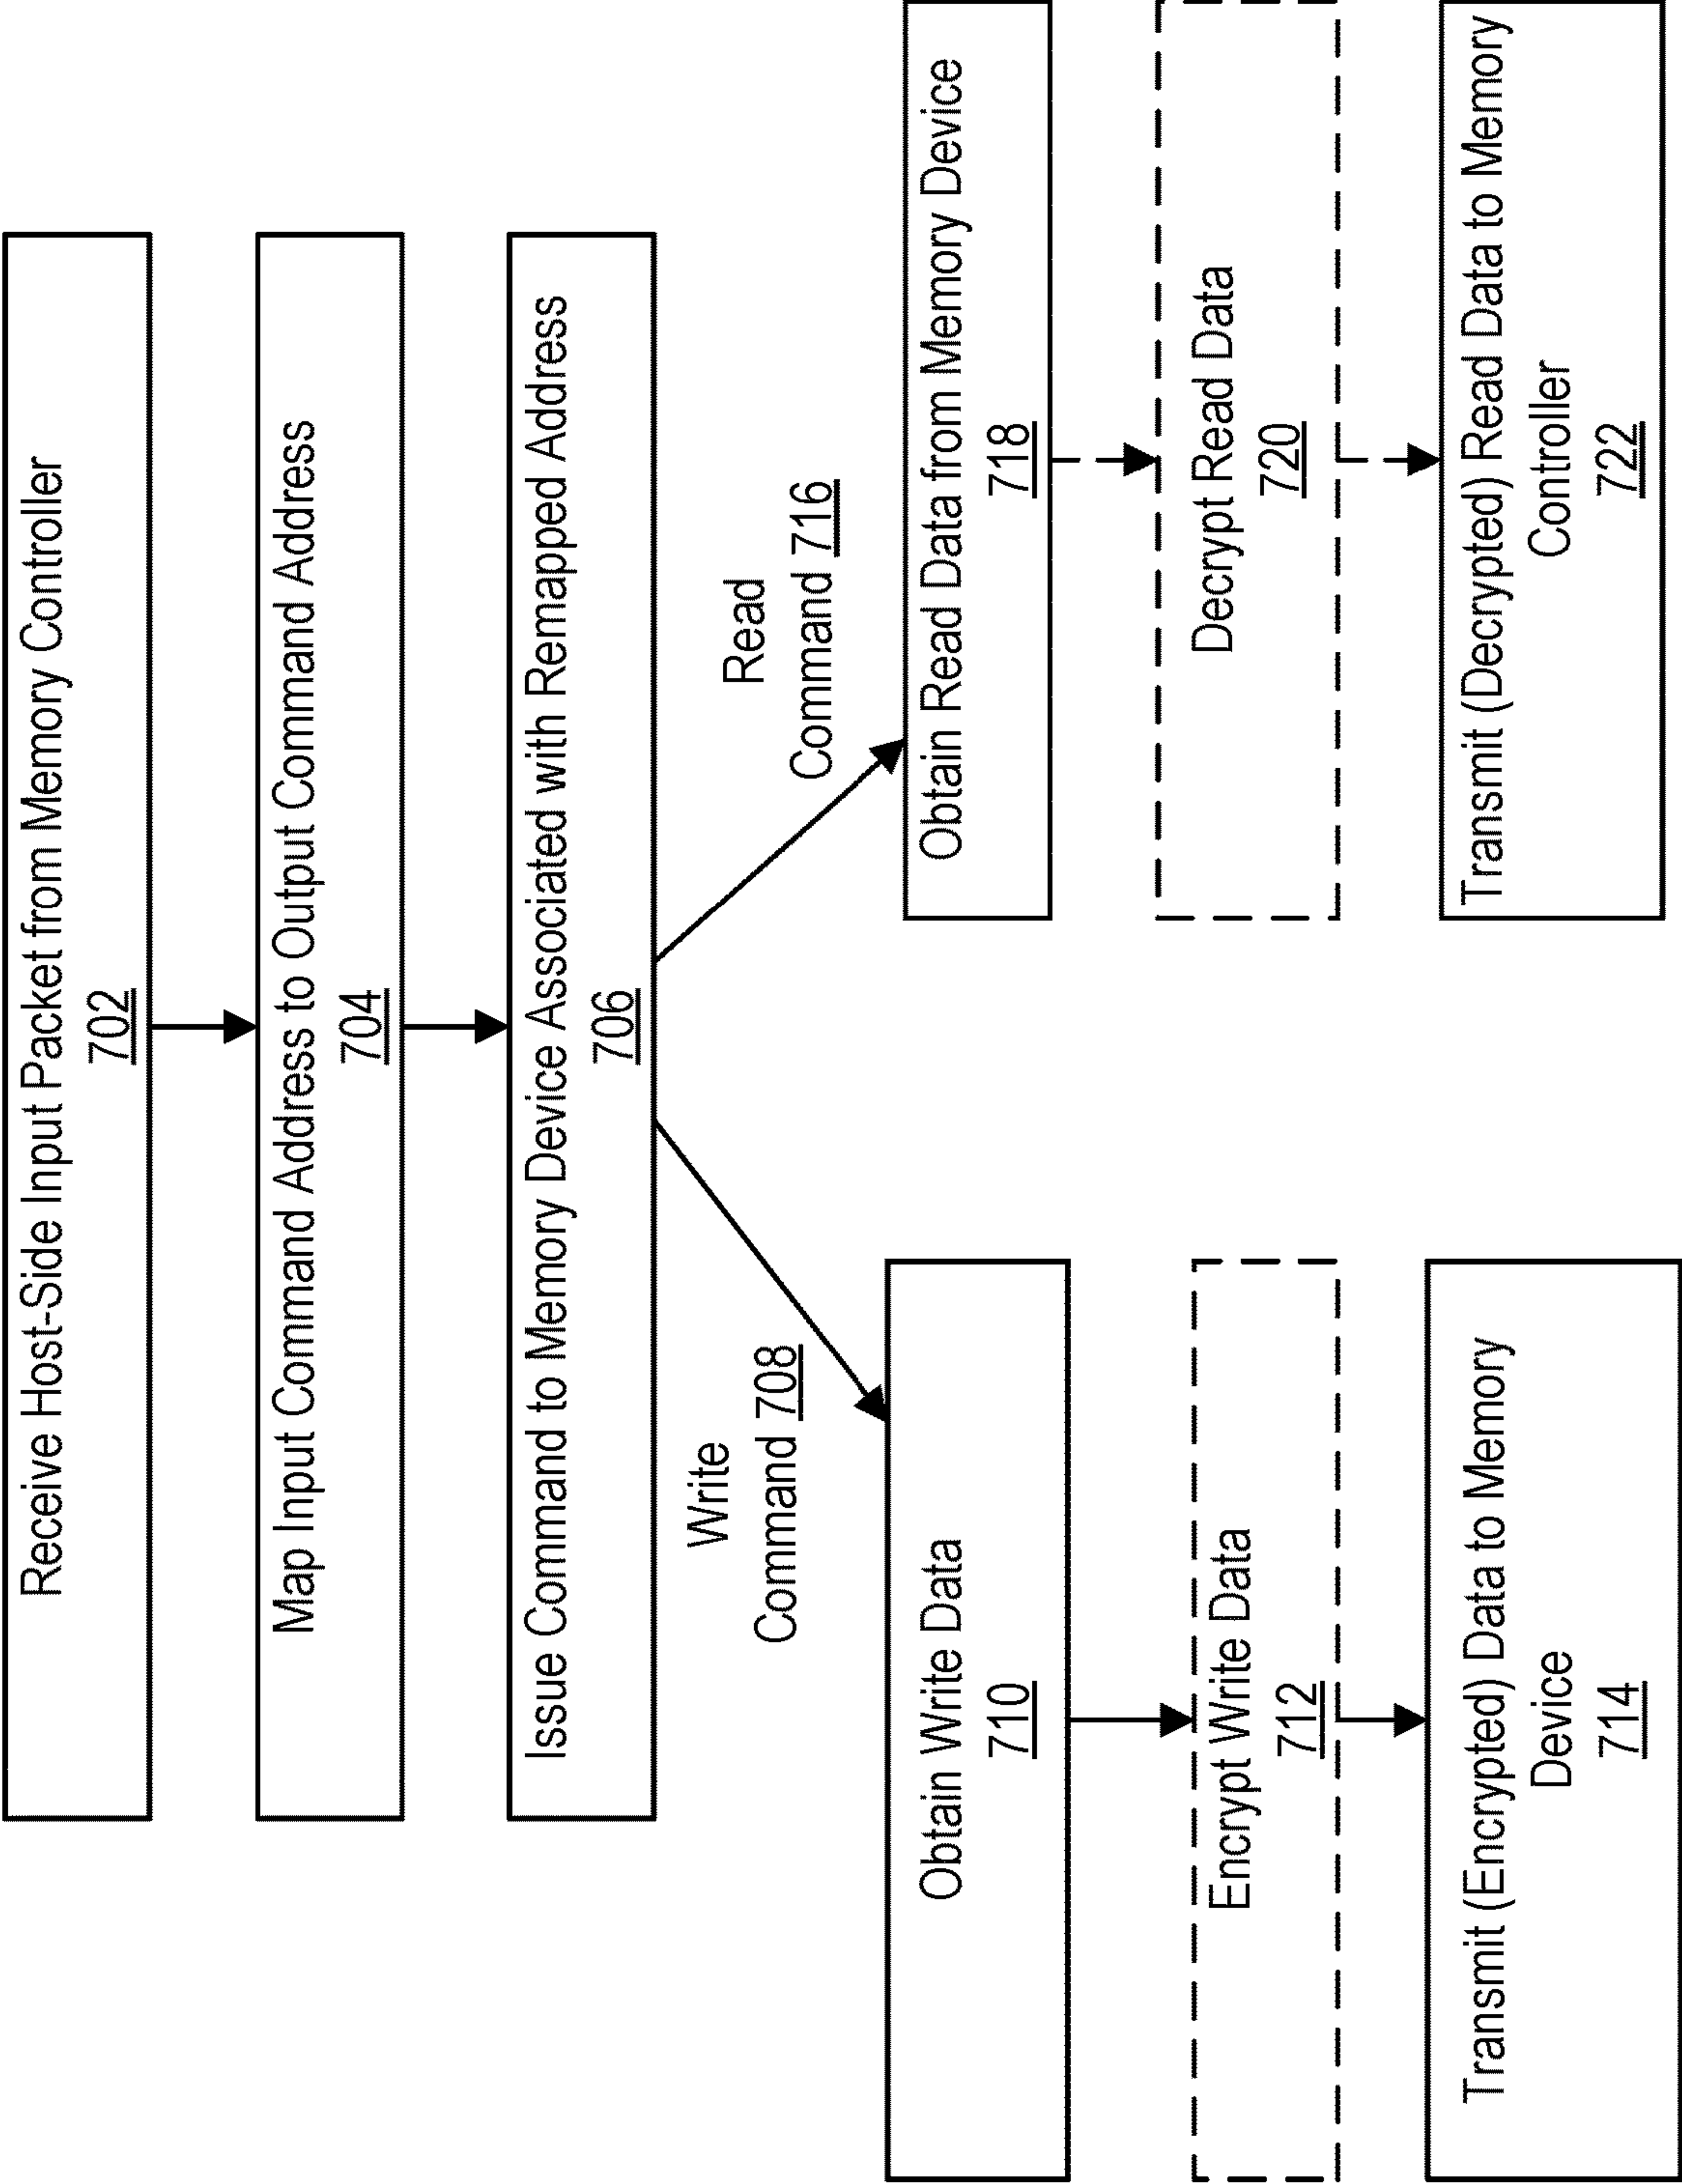 Receive Host-Side Input Packet from Memory Controller
702
Map Input Command Address to Output Command Address
704
Issue Command to Memory Device Associated with Remapped Address
706
Write
Command 708
Obtain Write Data
710
Encrypt Write Data
712
Transmit (Encrypted) Data to Memory
Device
714
Read
Command 716
Obtain Read Data from Memory Device
718
Decrypt Read Data
720
Transmit (Decrypted) Read Data to Memory
Controller
722